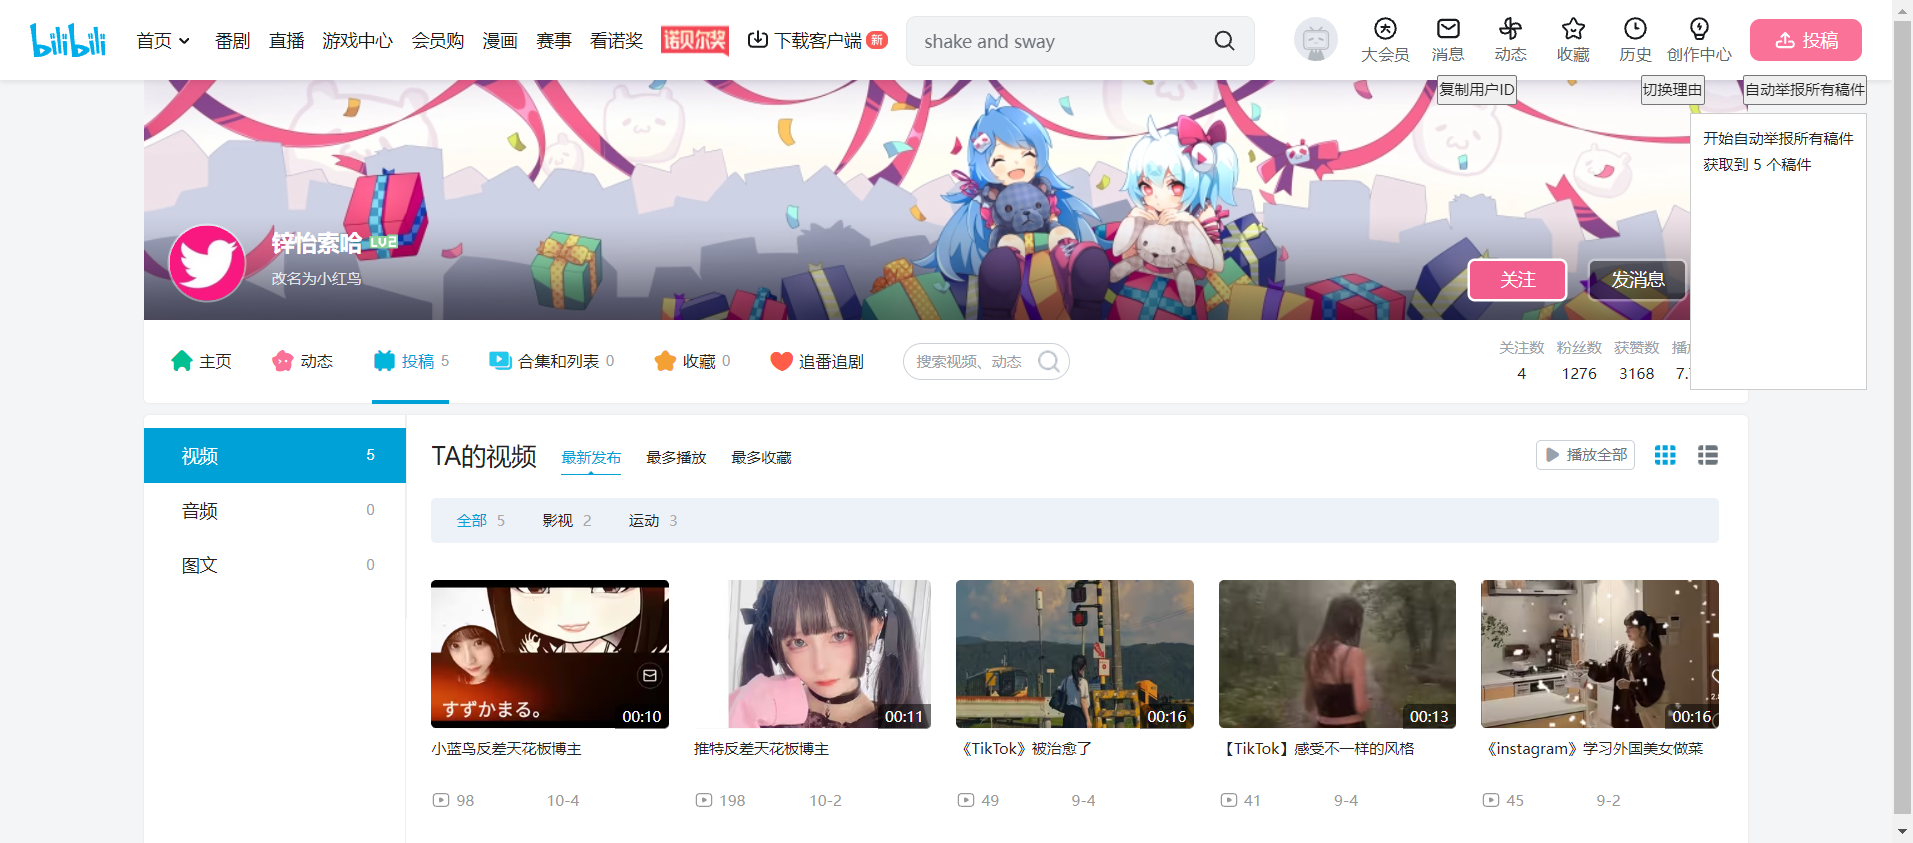 bilibili
首页 番剧 直播 游戏中心 会员购 漫画 赛事 看诺奖 诺贝尔奖 下载客户端 新
shake and sway
大会员 消息 动态 收藏 历史 创作中心 投稿
复制用户ID 切换理由 自动举报所有稿件
开始自动举报所有稿件
获取到 5 个稿件
锌怡索哈 LV2
改名为小红鸟
关注 发消息
主页 动态 投稿 5 合集和列表 0 收藏 0 追番追剧 搜索视频、动态
关注数 粉丝数 获赞数
4 1276 3168
视频 5
音频 0
图文 0
TA的视频 最新发布 最多播放 最多收藏 播放全部
全部 5 影视 2 运动 3
すずかまる。
00:10 00:11 00:16 00:13 00:16
小蓝鸟反差天花板博主
98 10-4
推特反差天花板博主
198 10-2
《TikTok》被治愈了
49 9-4
【TikTok】感受不一样的风格
41 9-4
《instagram》学习外国美女做菜
45 9-2